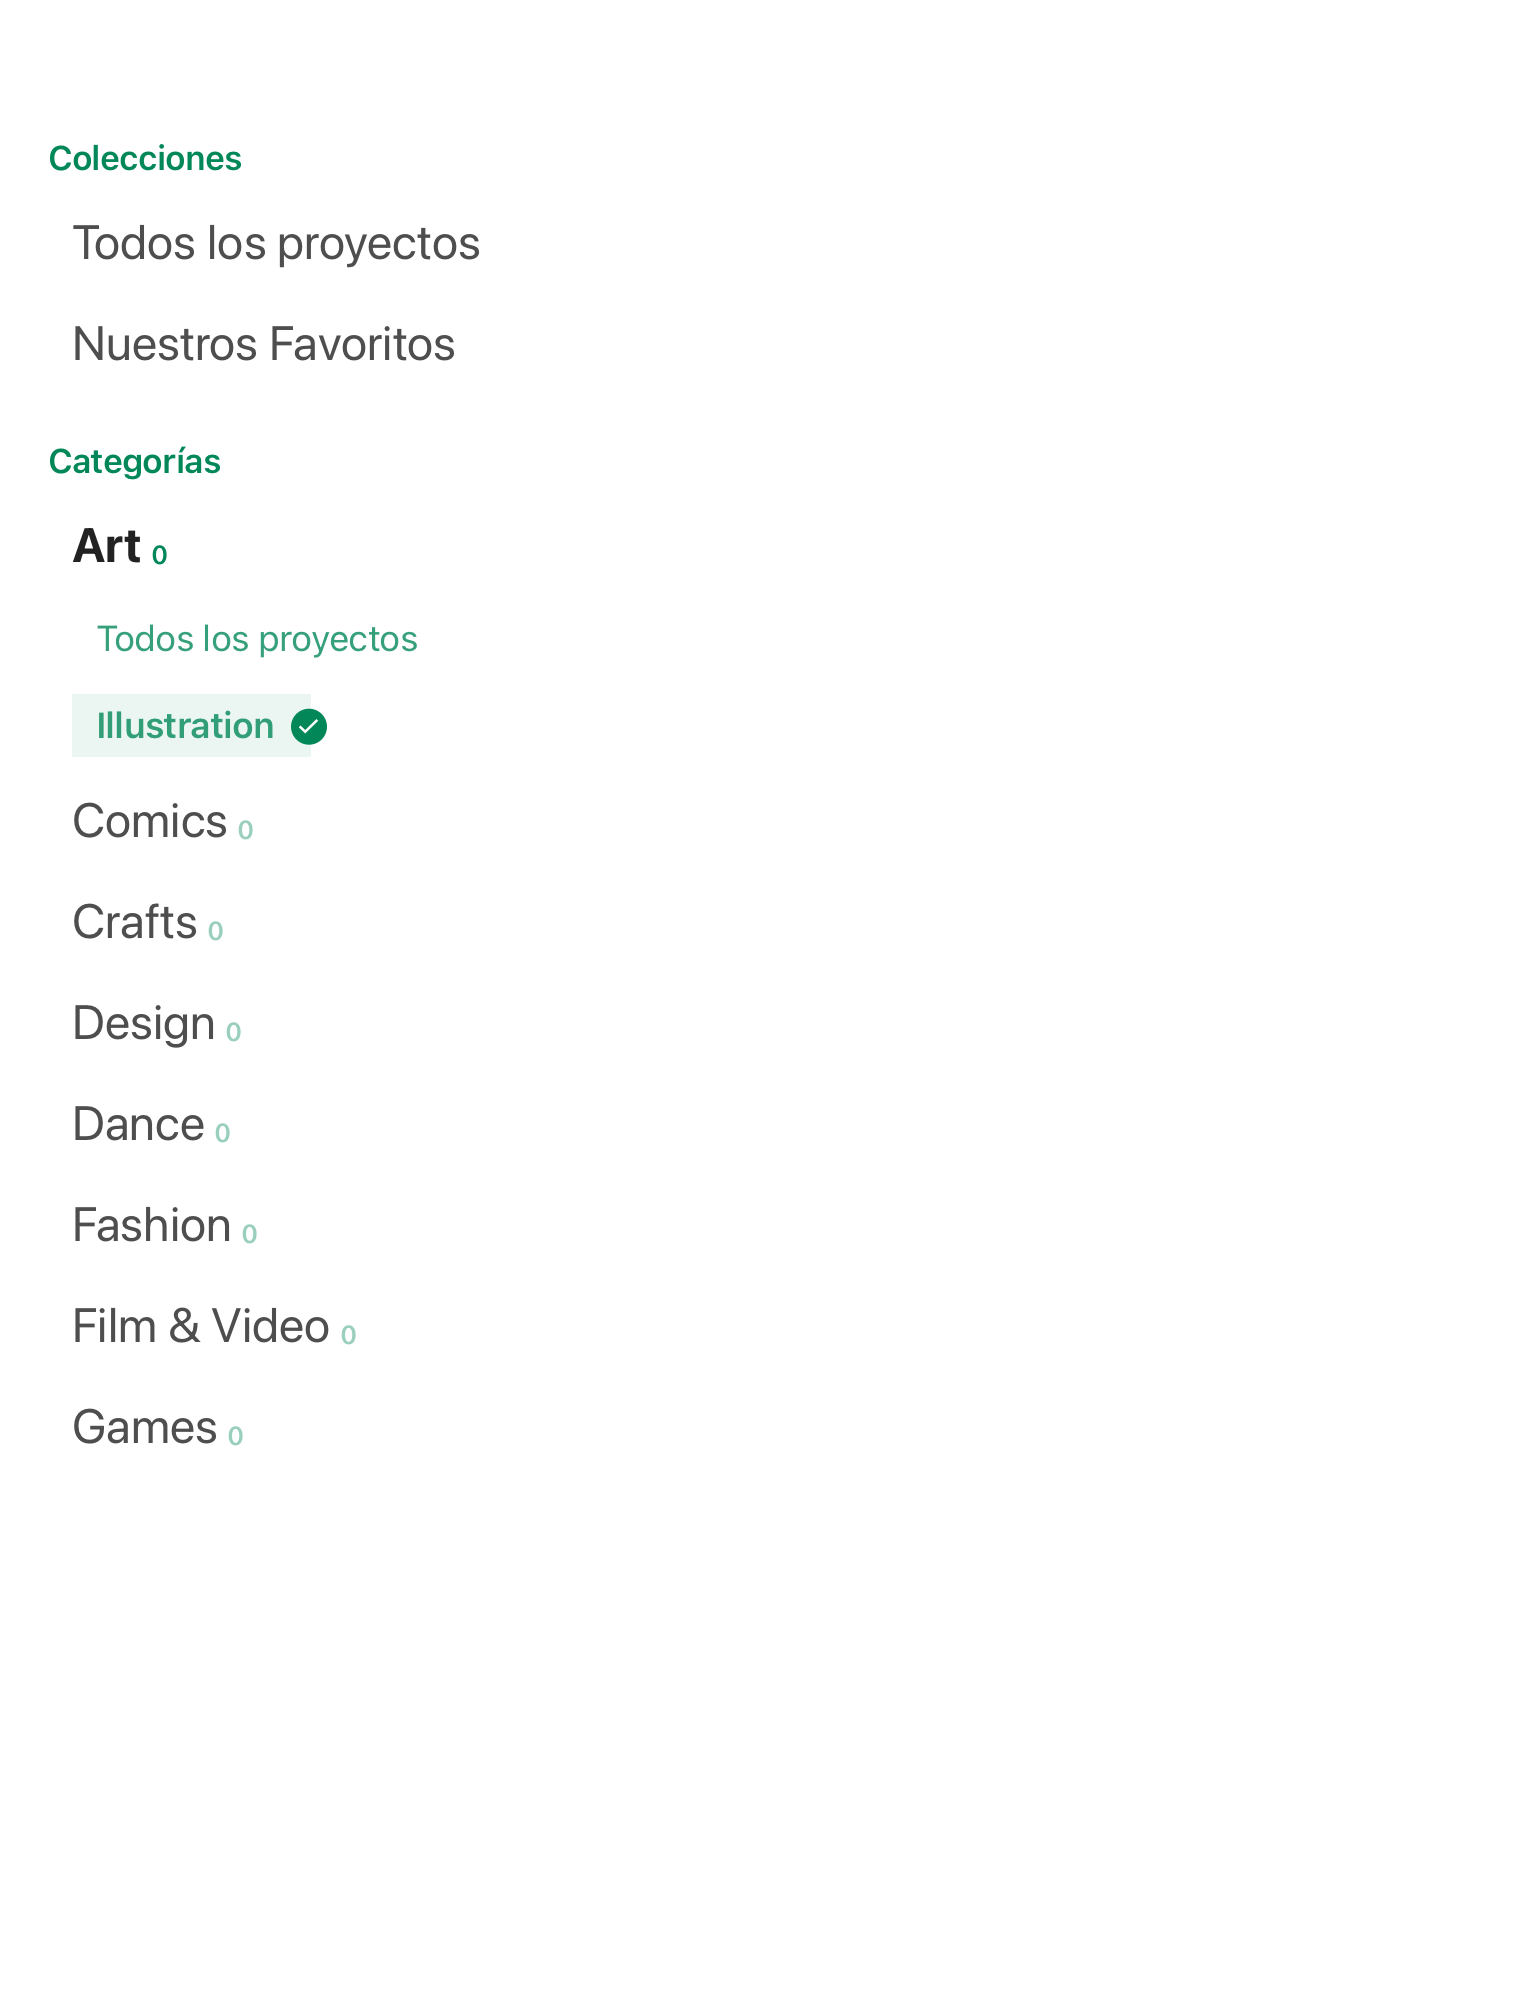 Colecciones
Todos los proyectos
Nuestros Favoritos
Categorías
Art 0
Todos los proyectos
Illustration
Comics 0
Crafts 0
Design 0
Dance 0
Fashion 0
Film & Video 0
Games 0